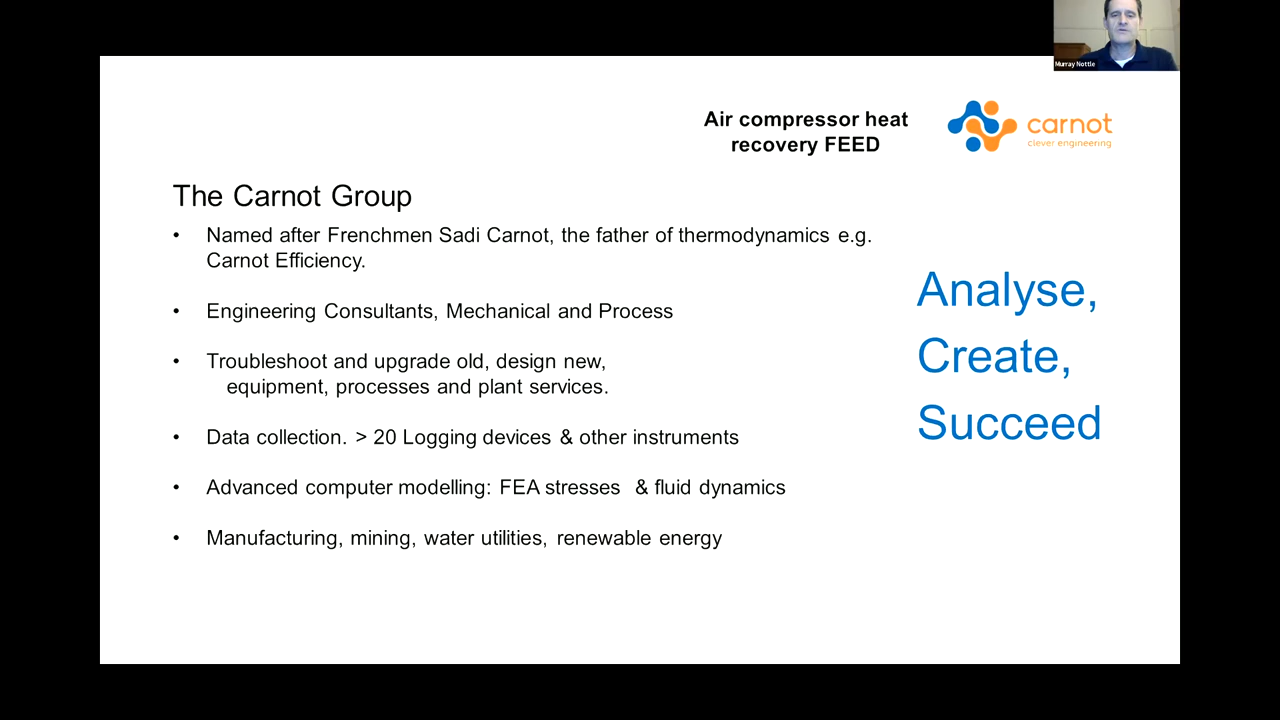 Murray Nottle
Air compressor heat
recovery FEED
carnot
clever engineering
The Carnot Group
• Named after Frenchmen Sadi Carnot, the father of thermodynamics e.g.
Carnot Efficiency.
• Engineering Consultants, Mechanical and Process
• Troubleshoot and upgrade old, design new,
equipment, processes and plant services.
• Data collection. > 20 Logging devices & other instruments
• Advanced computer modelling: FEA stresses & fluid dynamics
• Manufacturing, mining, water utilities, renewable energy
Analyse,
Create,
Succeed